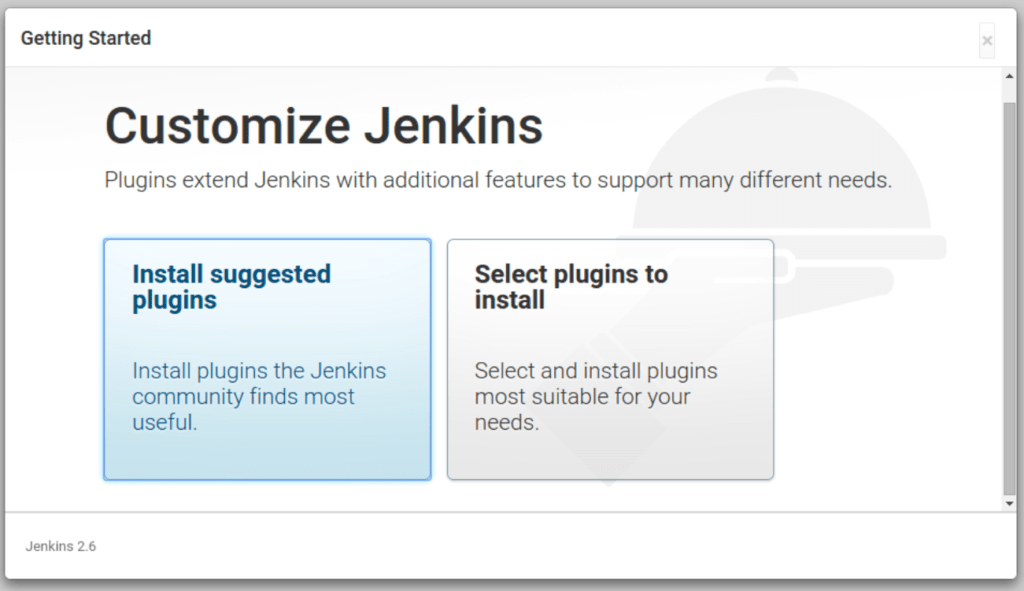 Getting Started
×
Customize Jenkins
Plugins extend Jenkins with additional features to support many different needs.
Install suggested
plugins
Install plugins the Jenkins
community finds most
useful.
Select plugins to
install
Select and install plugins
most suitable for your
needs.
Jenkins 2.6